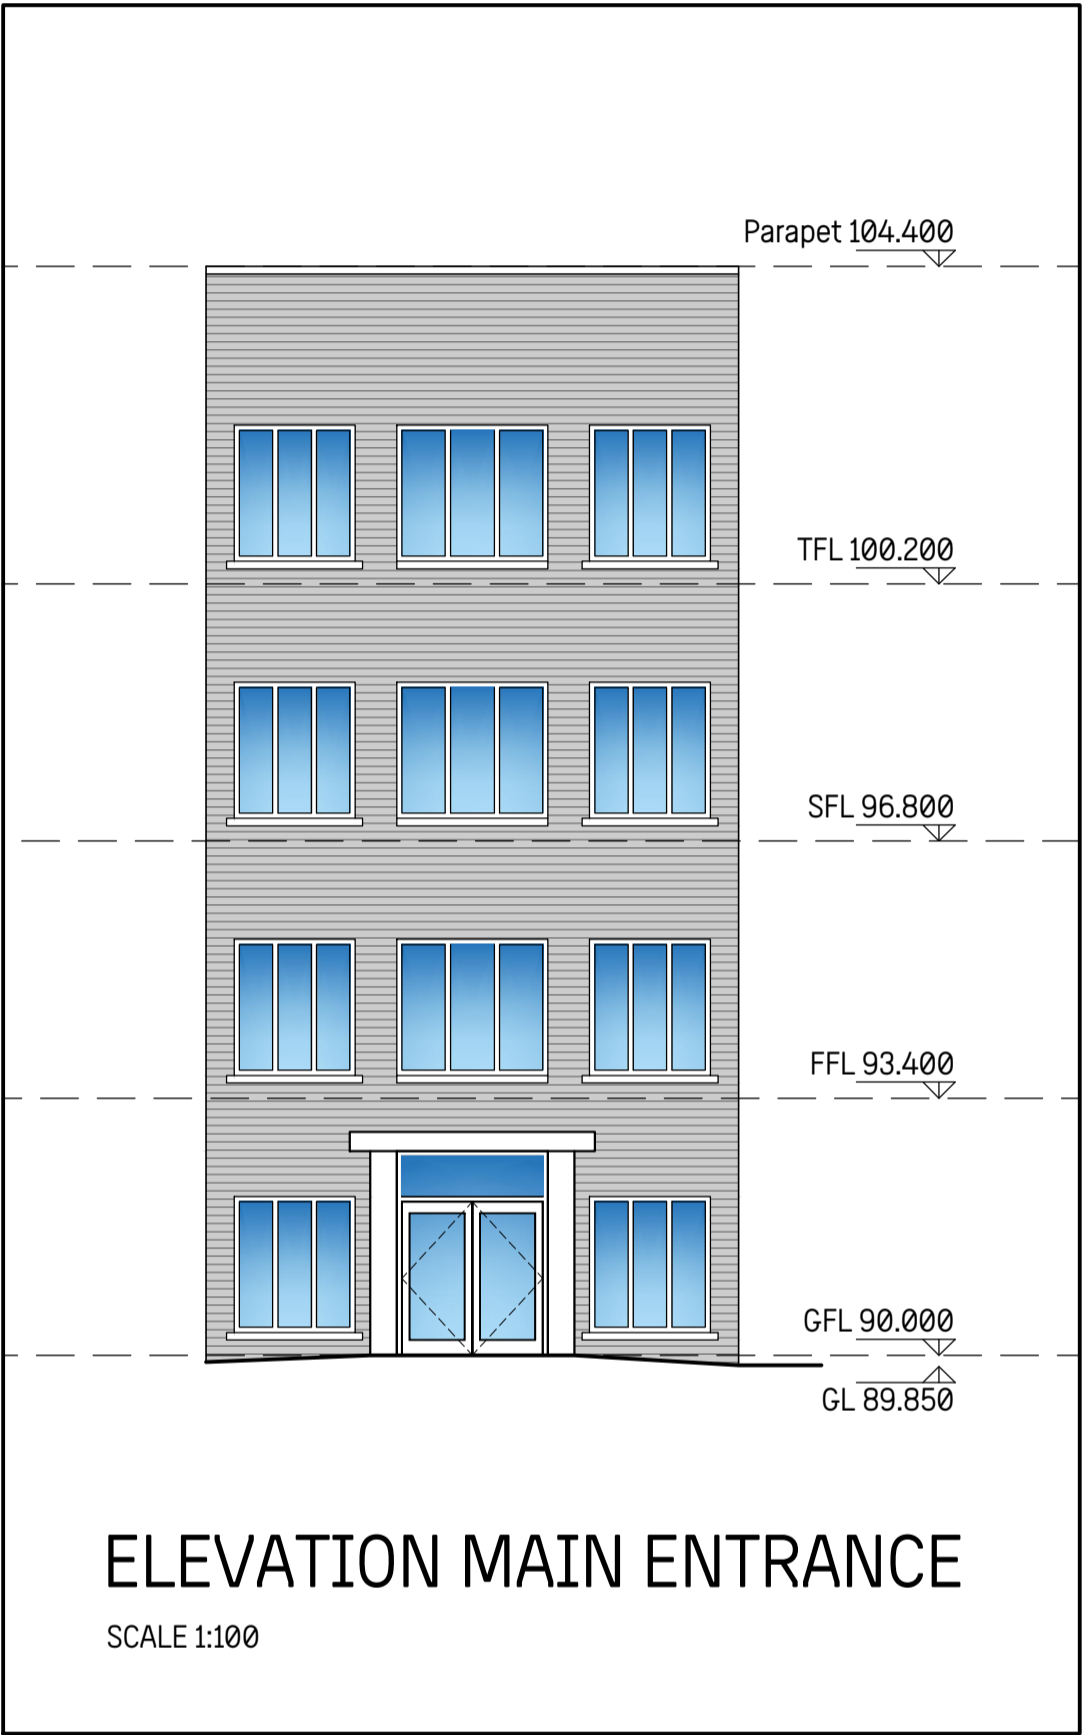 Parapet 104.400
TFL 100.200
SFL 96.800
FFL 93.400
GFL 90.000
GL 89.850
ELEVATION MAIN ENTRANCE
SCALE 1:100